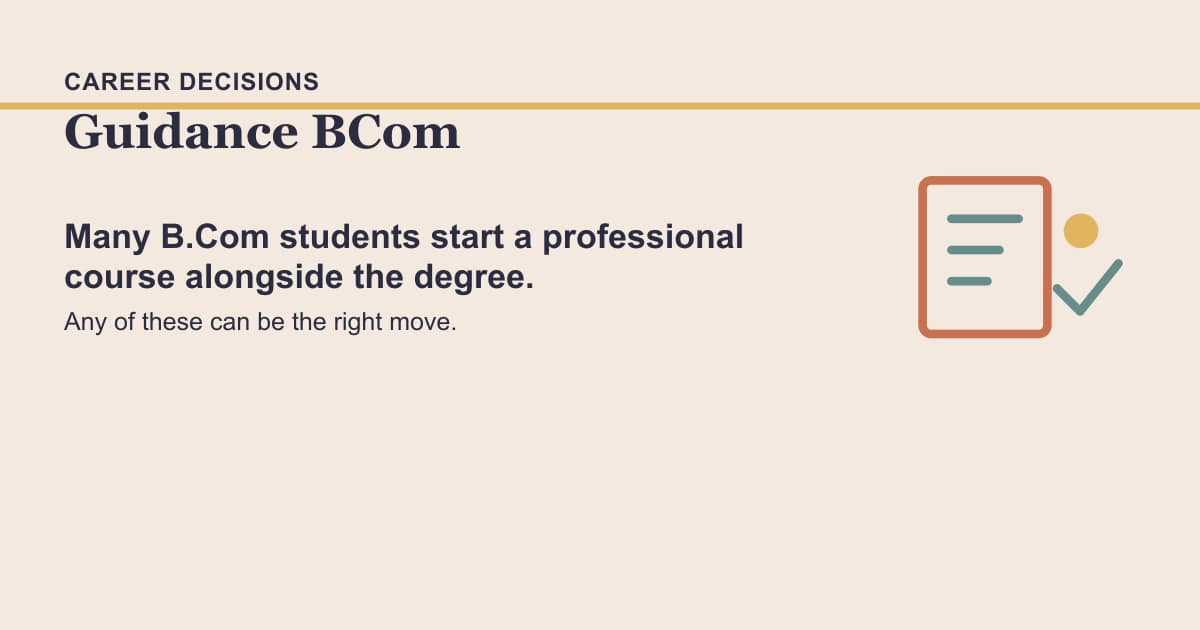 CAREER DECISIONS
Guidance BCom
Many B.Com students start a professional
course alongside the degree.
Any of these can be the right move.